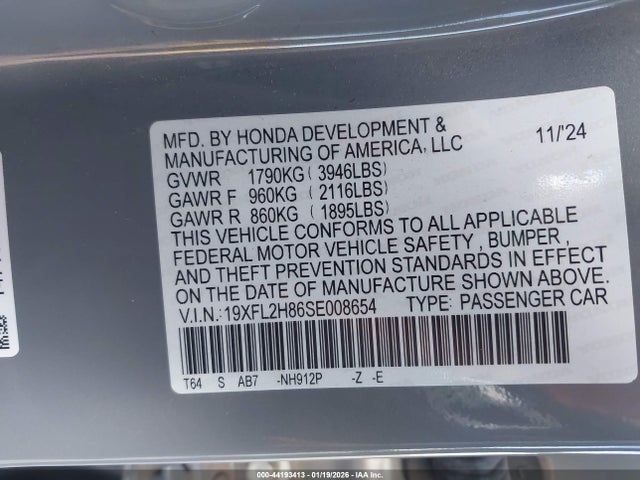 MFD. BY HONDA DEVELOPMENT &
MANUFACTURING OF AMERICA, LLC 11/'24
GVWR 1790KG ( 3946LBS)
GAWR F 960KG ( 2116LBS)
GAWR R 860KG ( 1895LBS)
THIS VEHICLE CONFORMS TO ALL APPLICABLE
FEDERAL MOTOR VEHICLE SAFETY , BUMPER ,
AND THEFT PREVENTION STANDARDS IN EFFECT
ON THE DATE OF MANUFACTURE SHOWN ABOVE.
V.I.N.:19XFL2H86SE008654 TYPE: PASSENGER CAR
T64 S AB7 -NH912P -Z -E
000-44193413 - 01/19/2026 - IAA Inc.